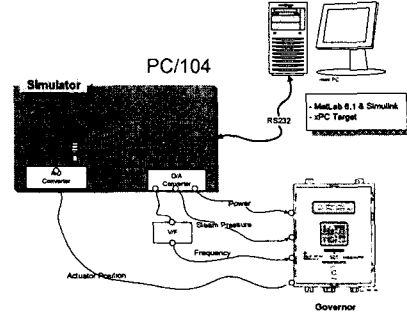 PC/104
Simulator
PC
- MatLab 6.1 & Simulink
- xPC Target
RS232
D/A
Converter
Converter
Power
Steam Pressure
V/F
Frequency
Actuator Position
Governor